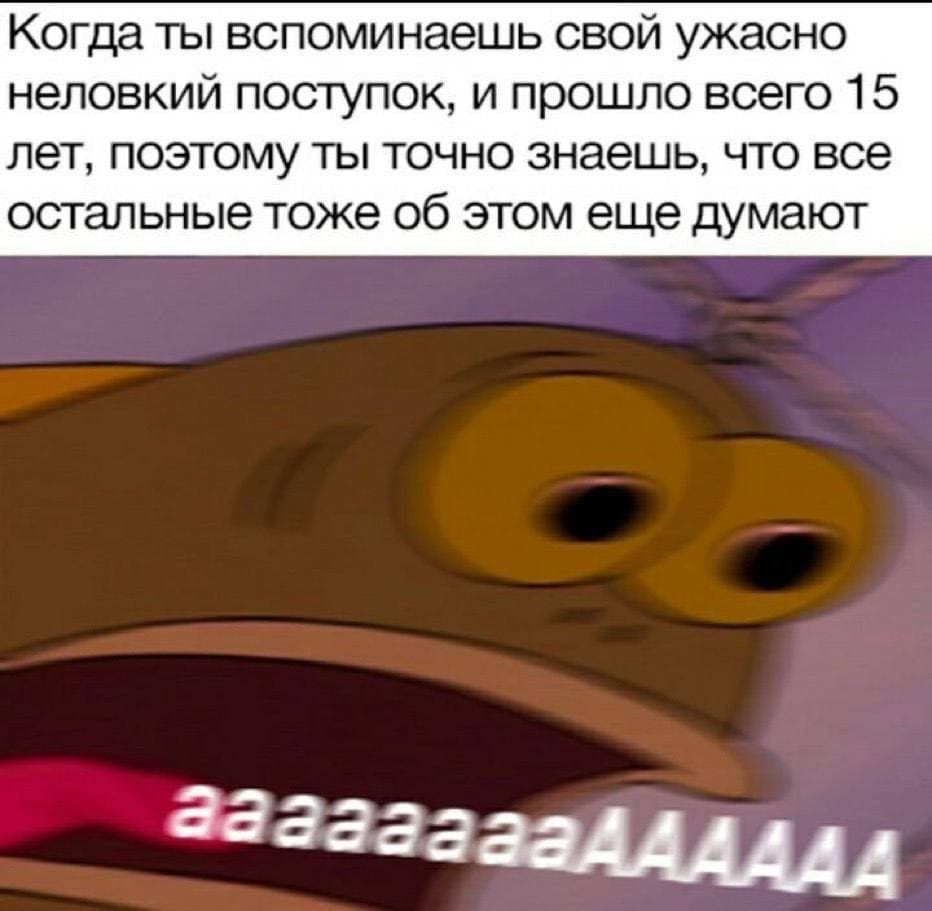 Когда ты вспоминаешь свой ужасно
неловкий поступок, и прошло всего 15
лет, поэтому ты точно знаешь, что все
остальные тоже об этом еще думают
ааааааааАААААА